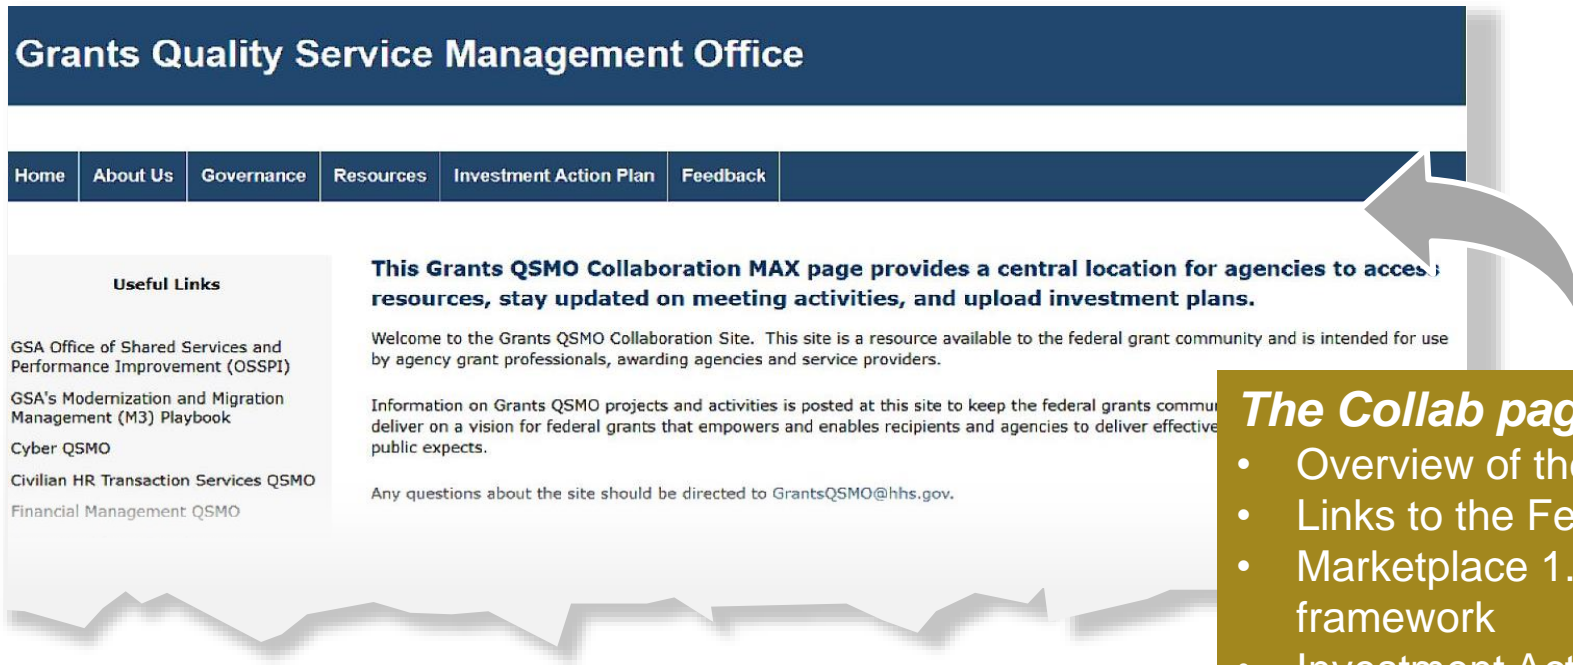 Grants Quality Service Management Office
Home About Us Governance Resources Investment Action Plan Feedback
Useful Links
GSA Office of Shared Services and
Performance Improvement (OSSPI)
GSA's Modernization and Migration
Management (M3) Playbook
Cyber QSMO
Civilian HR Transaction Services QSMO
Financial Management QSMO
This Grants QSMO Collaboration MAX page provides a central location for agencies to access
resources, stay updated on meeting activities, and upload investment plans.
Welcome to the Grants QSMO Collaboration Site. This site is a resource available to the federal grant community and is intended for use
by agency grant professionals, awarding agencies and service providers.
Information on Grants QSMO projects and activities is posted at this site to keep the federal grants
deliver on a vision for federal grants that empowers and enables recipients and agencies to deliver effective
public expects.
Any questions about the site should be directed to GrantsQSMO@hhs.gov.
The Collab
• Overview of the
• Links to the
• Marketplace 1.
framework
• Investment